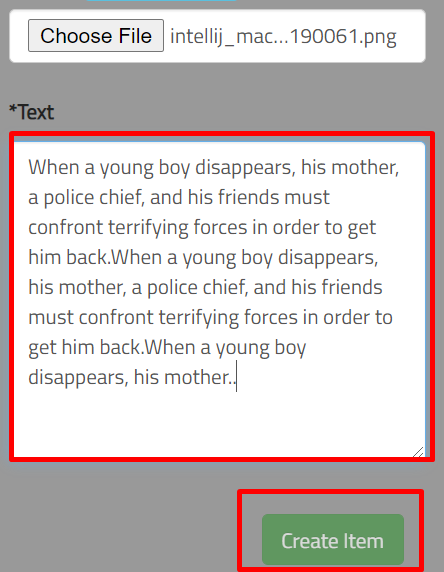 Choose File intellij_mac...190061.png
*Text
When a young boy disappears, his mother,
a police chief, and his friends must
confront terrifying forces in order to get
him back.When a young boy disappears,
his mother, a police chief, and his friends
must confront terrifying forces in order to
get him back.When a young boy
disappears, his mother..
Create Item